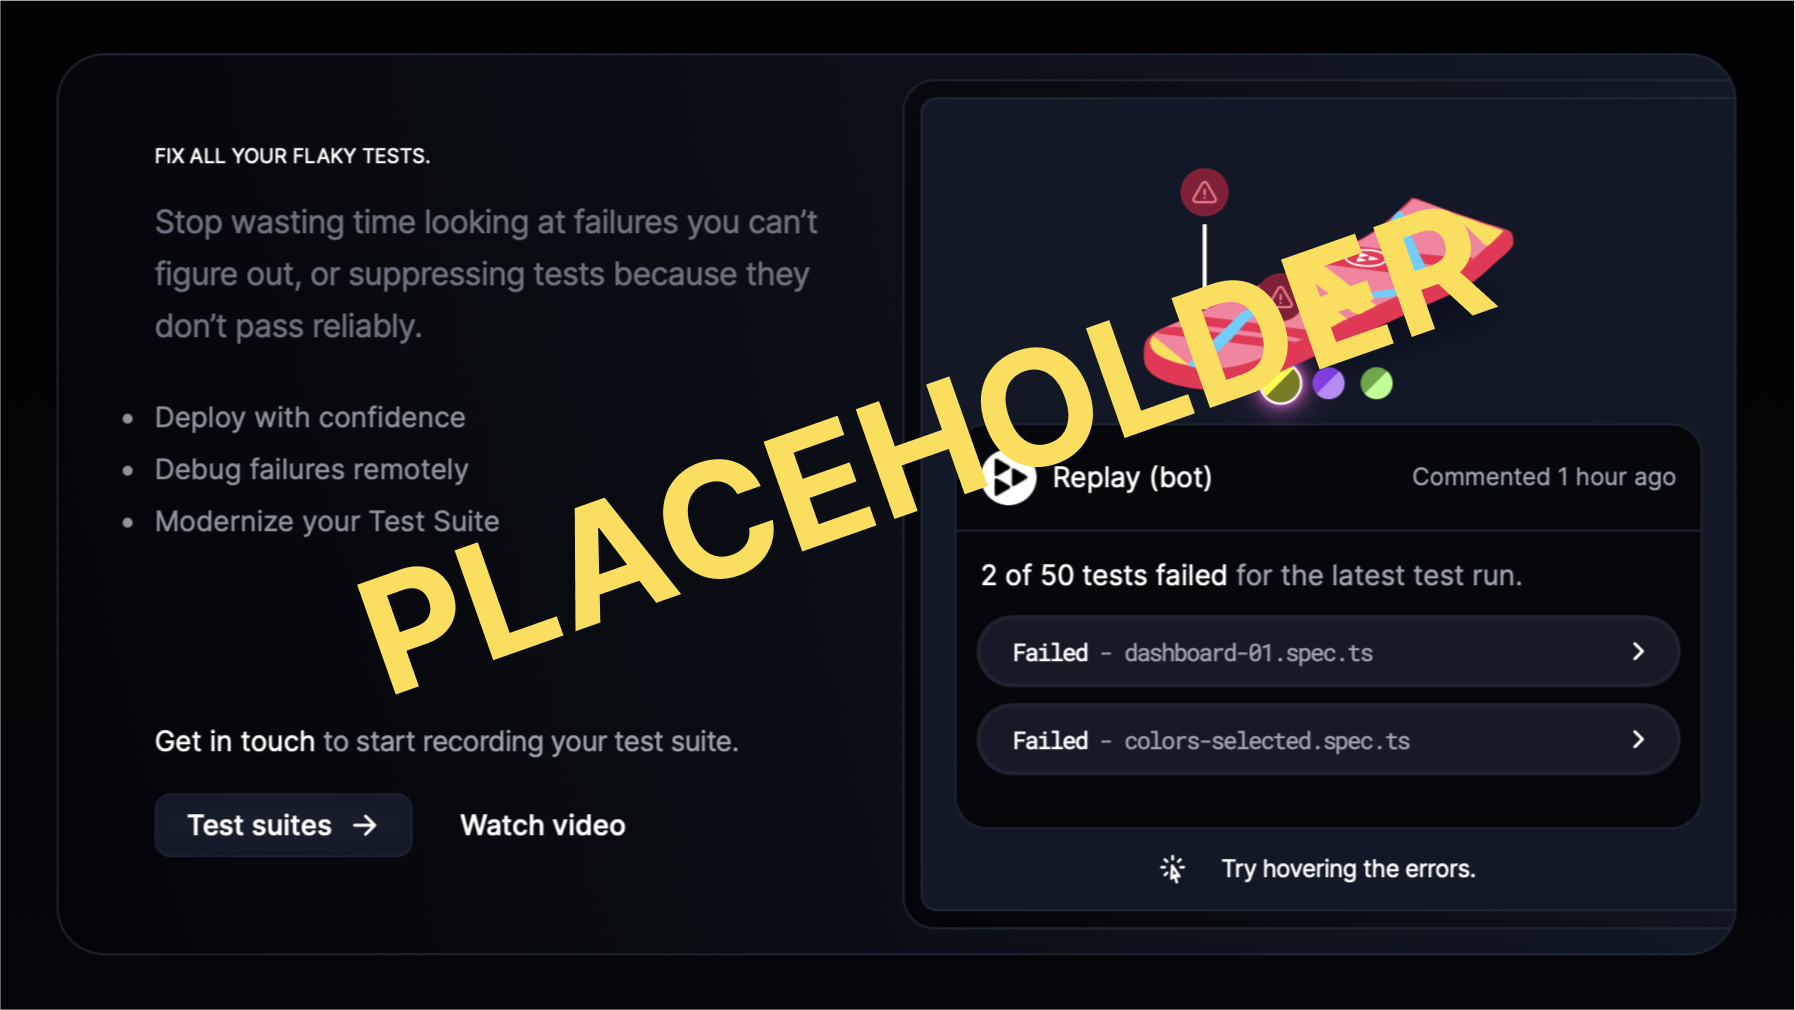 FIX ALL YOUR FLAKY TESTS.
Stop wasting time looking at failures you can’t
figure out, or suppressing tests because they
don’t pass reliably.
• Deploy with confidence
• Debug failures remotely
• Modernize your Test Suite
Get in touch to start recording your test suite.
Test suites →
Watch video
PLACEHOLDER
Replay (bot)
Commented 1 hour ago
2 of 50 tests failed for the latest test run.
Failed - dashboard-01.spec.ts
Failed - colors-selected.spec.ts
Try hovering the errors.